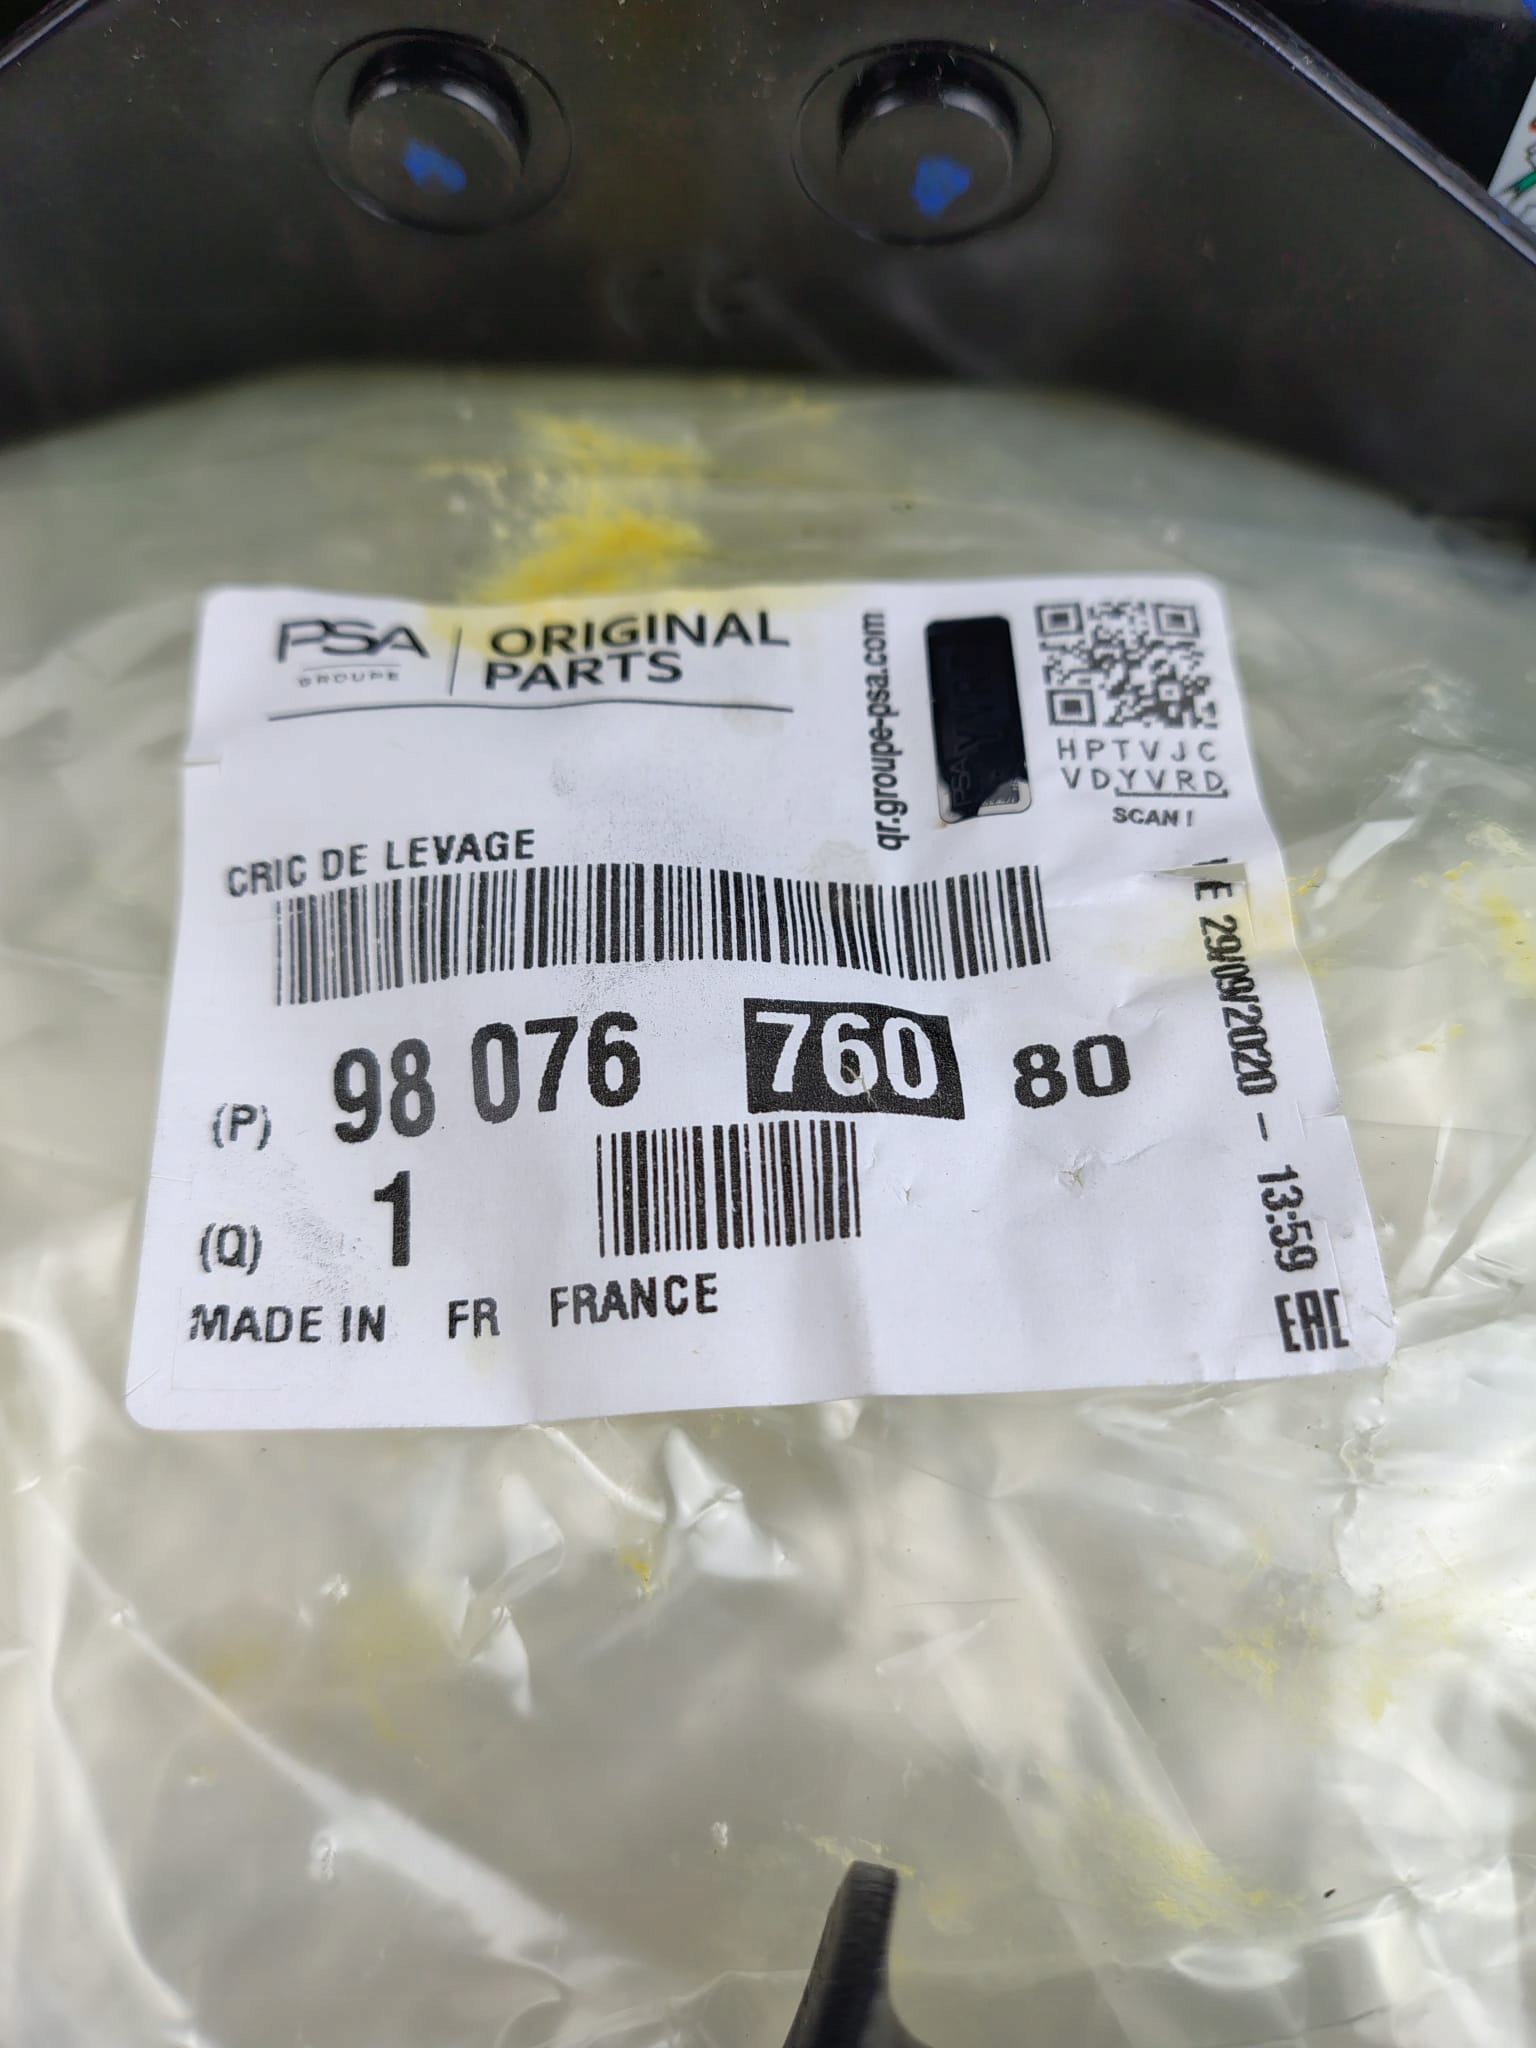 PSA
GROUPE
ORIGINAL
PARTS
qr.groupe-psa.com
HPTVJC
VDYVRD
SCAN!
CRIC DE LEVAGE
(P) 98 076 760 80
(Q) 1
MADE IN FR FRANCE
29/09/2020 - 13:59
EAC